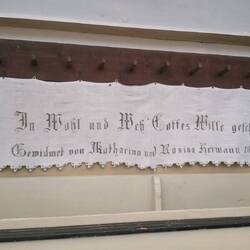 In Wohl und Weh' Gottes Wille
Gewidmet von Katharina und Rosina Hermann